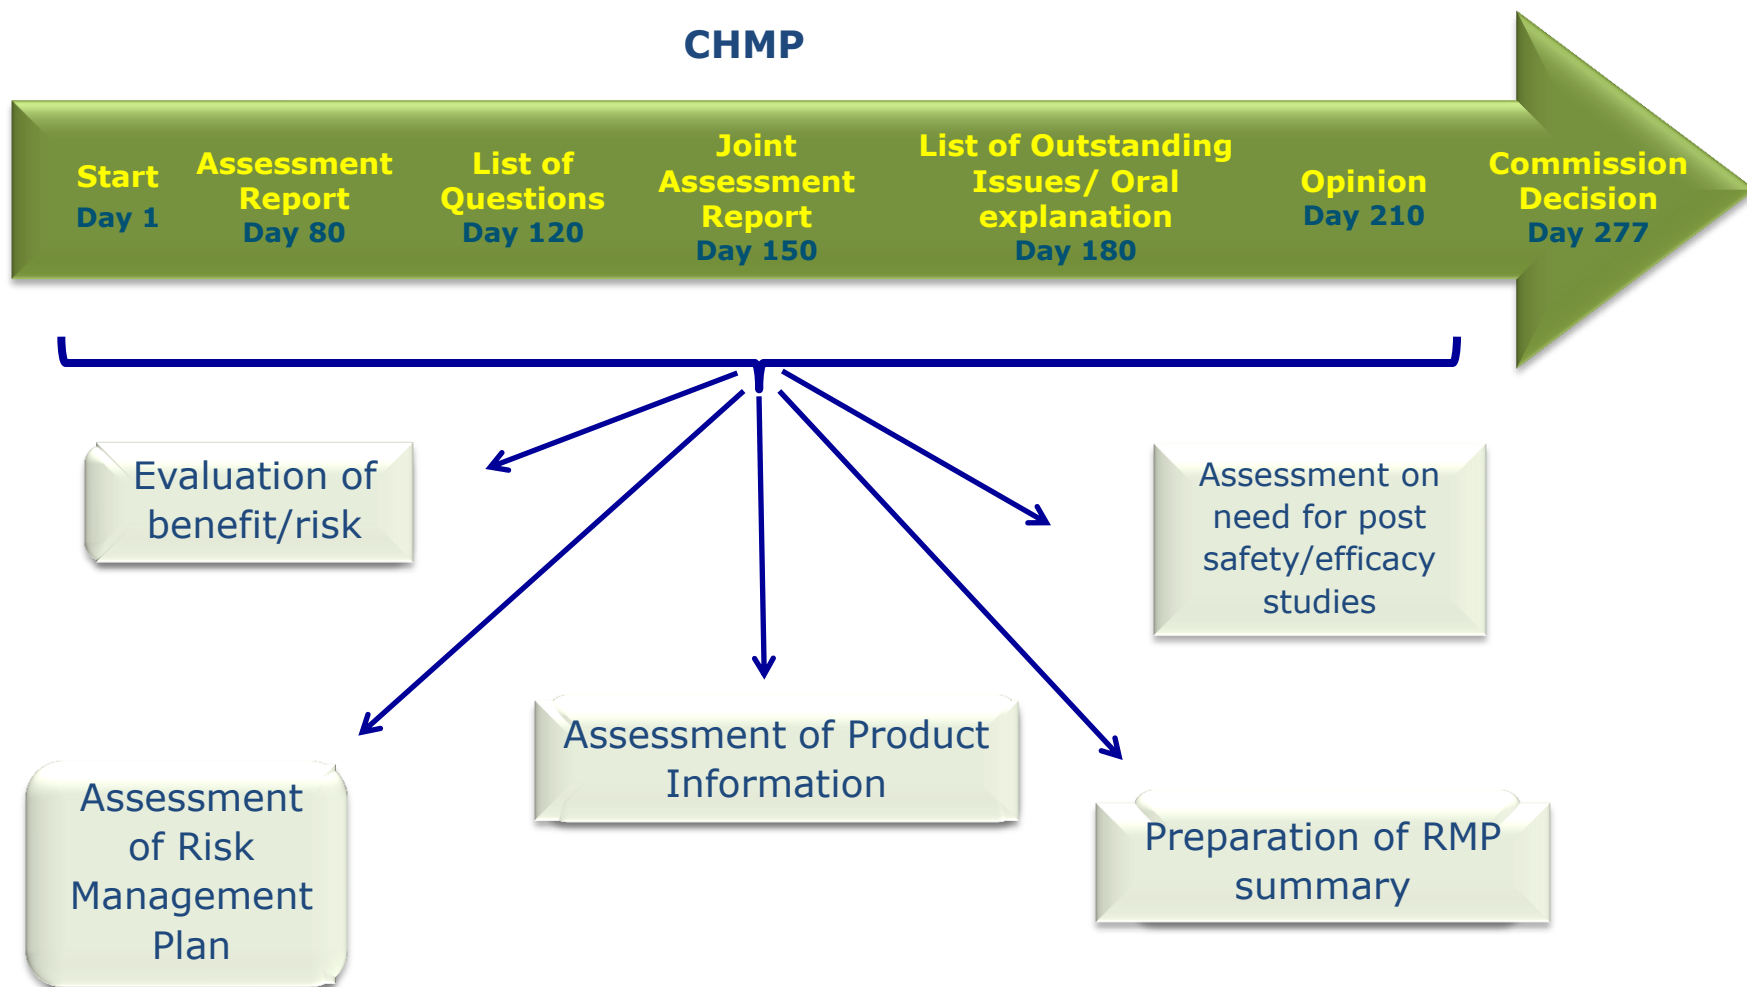 CHMP
Start
Day 1
Assessment
Report
Day 80
List of
Questions
Day 120
Joint
Assessment
Report
Day 150
List of Outstanding
Issues/ Oral
explanation
Day 180
Opinion
Day 210
Commission
Decision
Day 277
Evaluation of
benefit/risk
Assessment on
need for post
safety/efficacy
studies
Assessment
of Risk
Management
Plan
Assessment of Product
Information
Preparation of RMP
summary